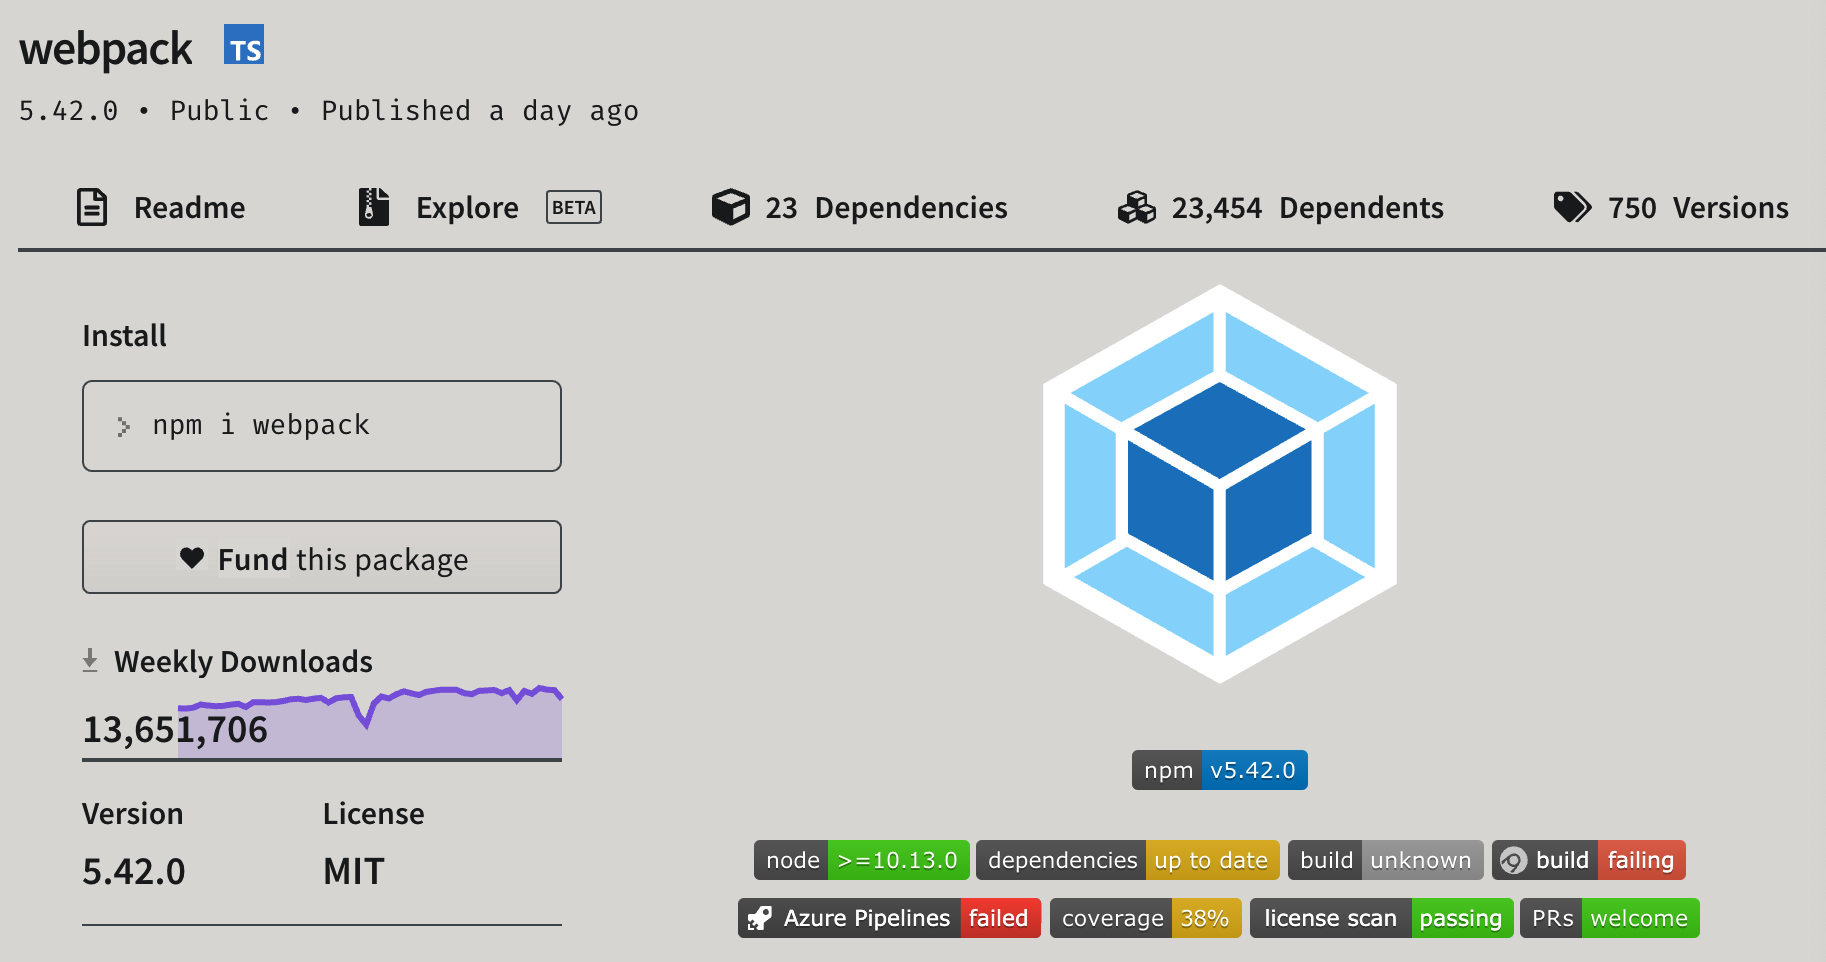 webpack TS
5.42.0 • Public • Published a day ago
Readme Explore BETA 23 Dependencies 23,454 Dependents 750 Versions
Install
npm i webpack
Fund this package
Weekly Downloads
13,651,706
Version License
5.42.0 MIT
npm v5.42.0
node >=10.13.0 dependencies up to date build unknown build failing
Azure Pipelines failed coverage 38% license scan passing PRs welcome